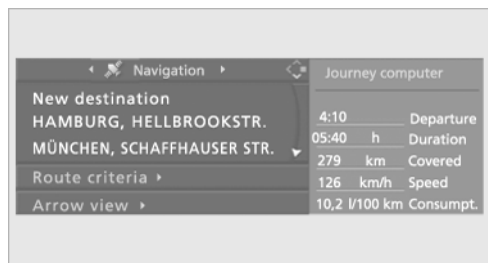 Navigation
New destination
HAMBURG, HELLBROOKSTR.
MÜNCHEN, SCHAFFHAUSER STR.
Route criteria
Arrow view
Journey computer
4:10 Departure
05:40 h Duration
279 km Covered
126 km/h Speed
10,2 l/100 km Consumpt.